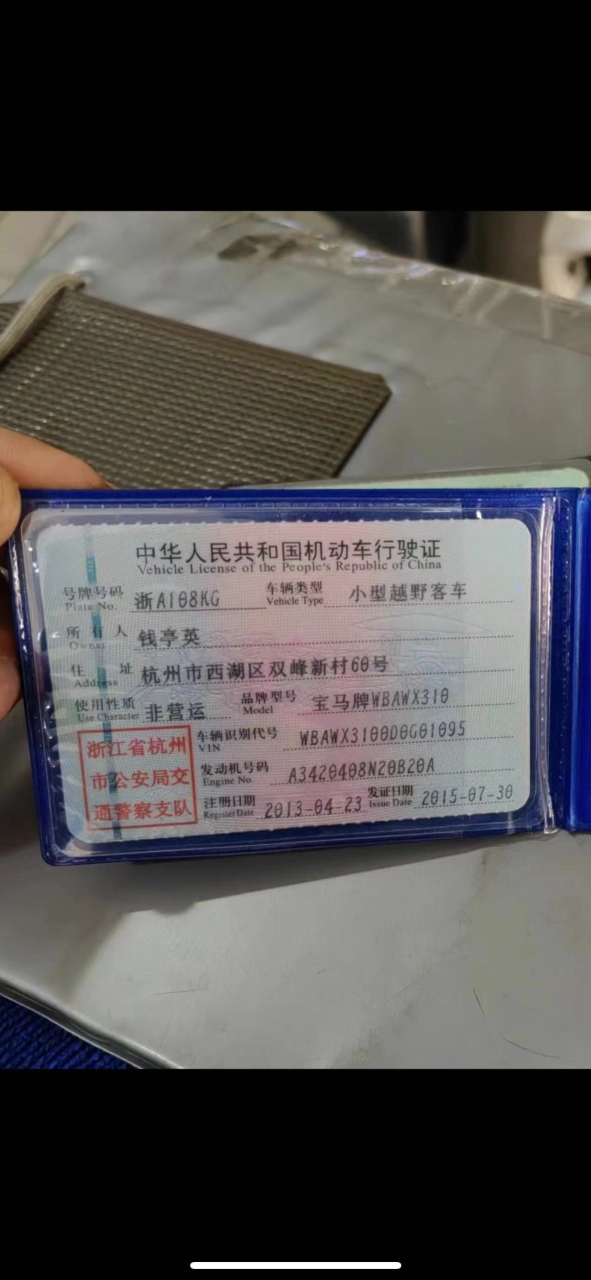 中华人民共和国机动车行驶证
Vehicle License of the People's Republic of China
号牌号码 浙A108KG 车辆类型 小型越野客车
Plate No. Vehicle Type
所有人 钱亭英
Owner
住址 杭州市西湖区双峰新村60号
Address
使用性质 非营运 品牌型号 宝马牌WBAWX310
Use Character Model
浙江省杭州
市公安局交
通警察支队
车辆识别代号 WBAWX3100D0G01095
VIN
发动机号码 A3420408N20B20A
Engine No.
注册日期 2013-04-23 发证日期 2015-07-30
Register Date Issue Date